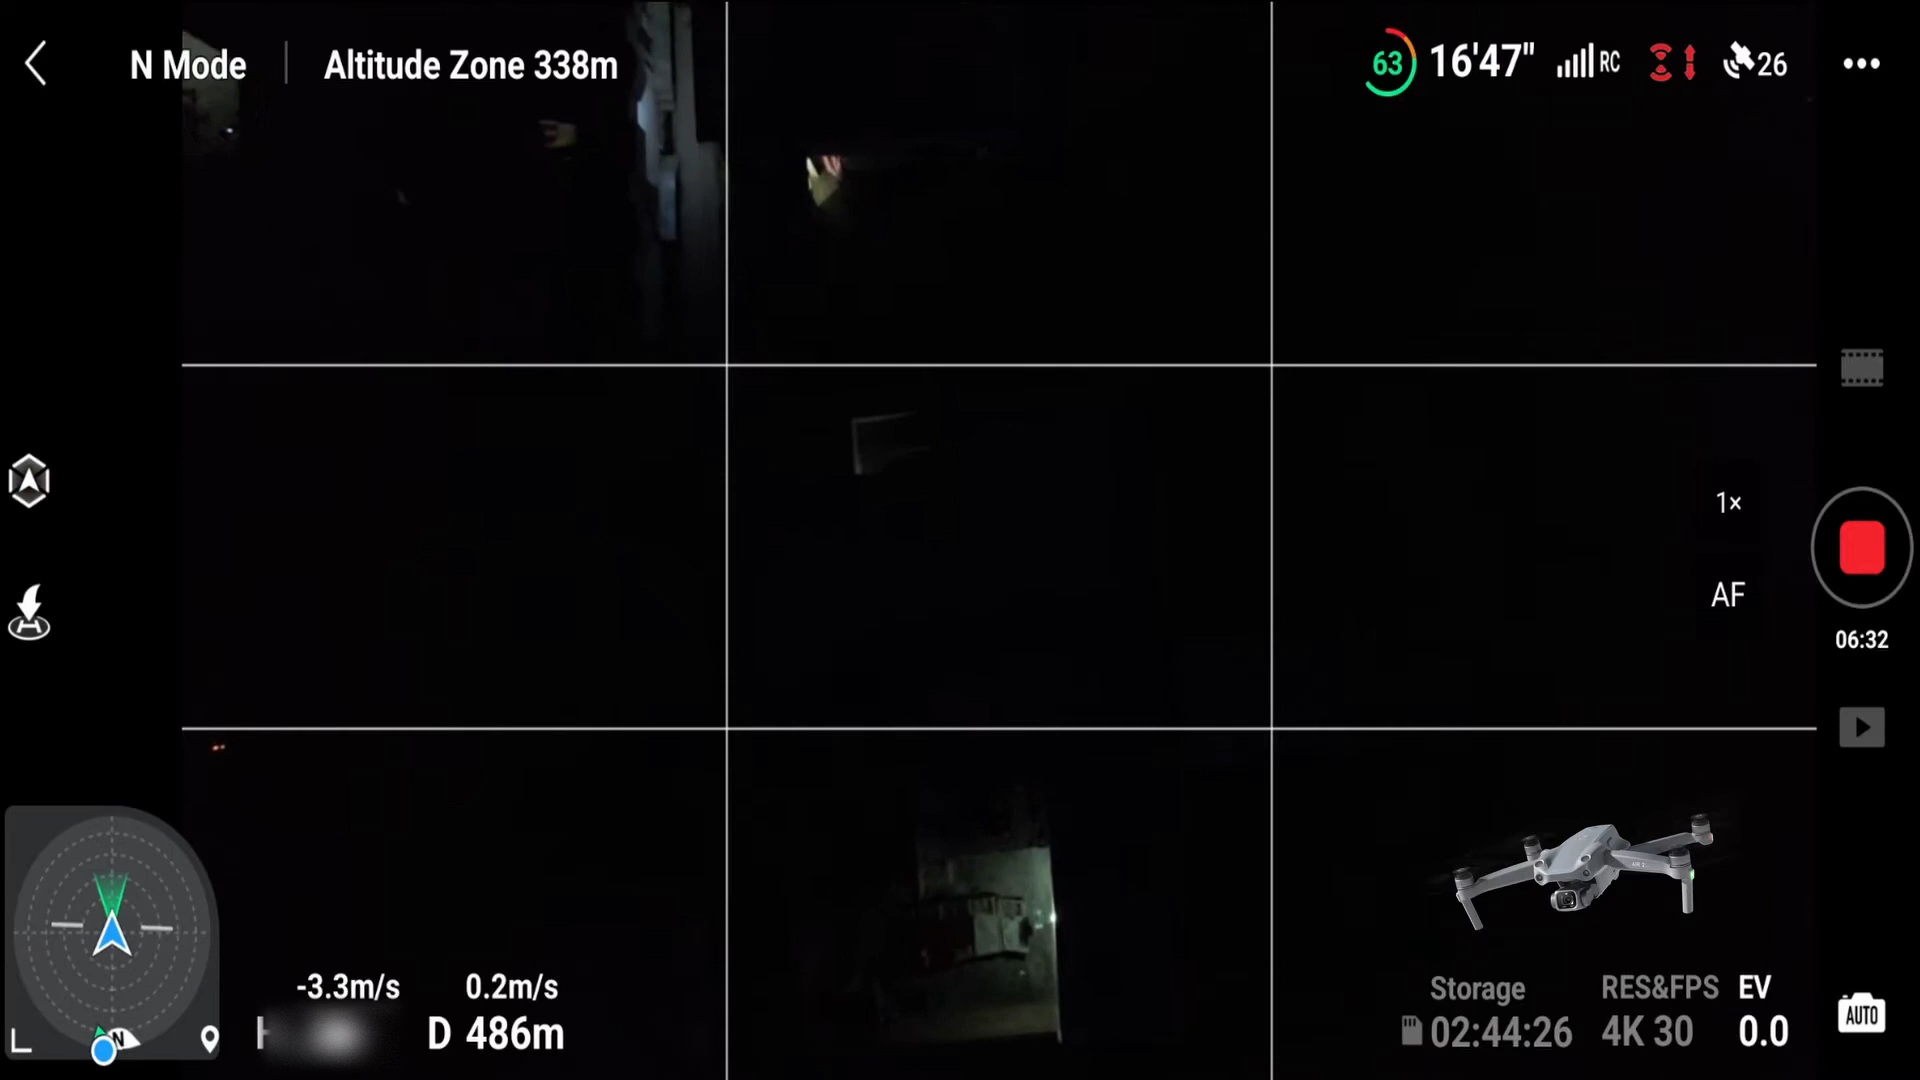 N Mode
Altitude Zone 338m
63
16'47"
RC
26
1×
AF
06:32
-3.3m/s
0.2m/s
H
D 486m
N
Storage
02:44:26
RES&FPS
4K 30
EV
0.0
AUTO